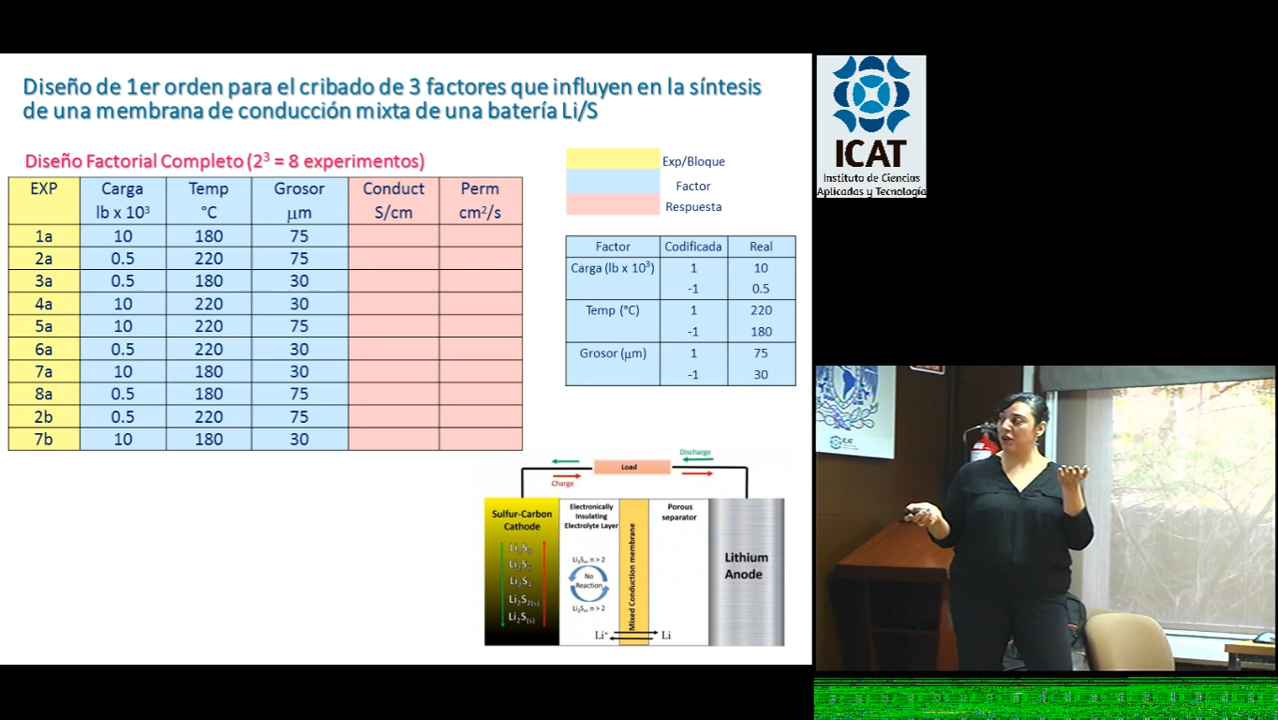 Diseño de 1er orden para el cribado de 3 factores que influyen en la síntesis
de una membrana de conducción mixta de una batería Li/S
Diseño Factorial Completo (2³ = 8 experimentos)
EXP Carga Temp Grosor Conduct Perm
lb x 10³ °C μm S/cm cm²/s
1a 10 180 75
2a 0.5 220 75
3a 0.5 180 30
4a 10 220 30
5a 10 220 75
6a 0.5 220 30
7a 10 180 30
8a 0.5 180 75
2b 0.5 220 75
7b 10 180 30
Exp/Bloque
Factor
Respuesta
Factor Codificada Real
Carga (lb x 10³) 1 10
-1 0.5
Temp (°C) 1 220
-1 180
Grosor (μm) 1 75
-1 30
Discharge
Load
Charge
Sulfur-Carbon
Cathode
Electronically
Insulating
Electrolyte Layer
Li₂Sₙ, n > 2
No
Reaction
Li₂Sₙ, n > 2
Mixed Conduction membrane
Porous
separator
Lithium
Anode
Li₂S₂₍ₛ₎
Li₂S₍ₛ₎
Li⁺ Li
ICAT
Instituto de Ciencias
Aplicadas y Tecnología
ICAT